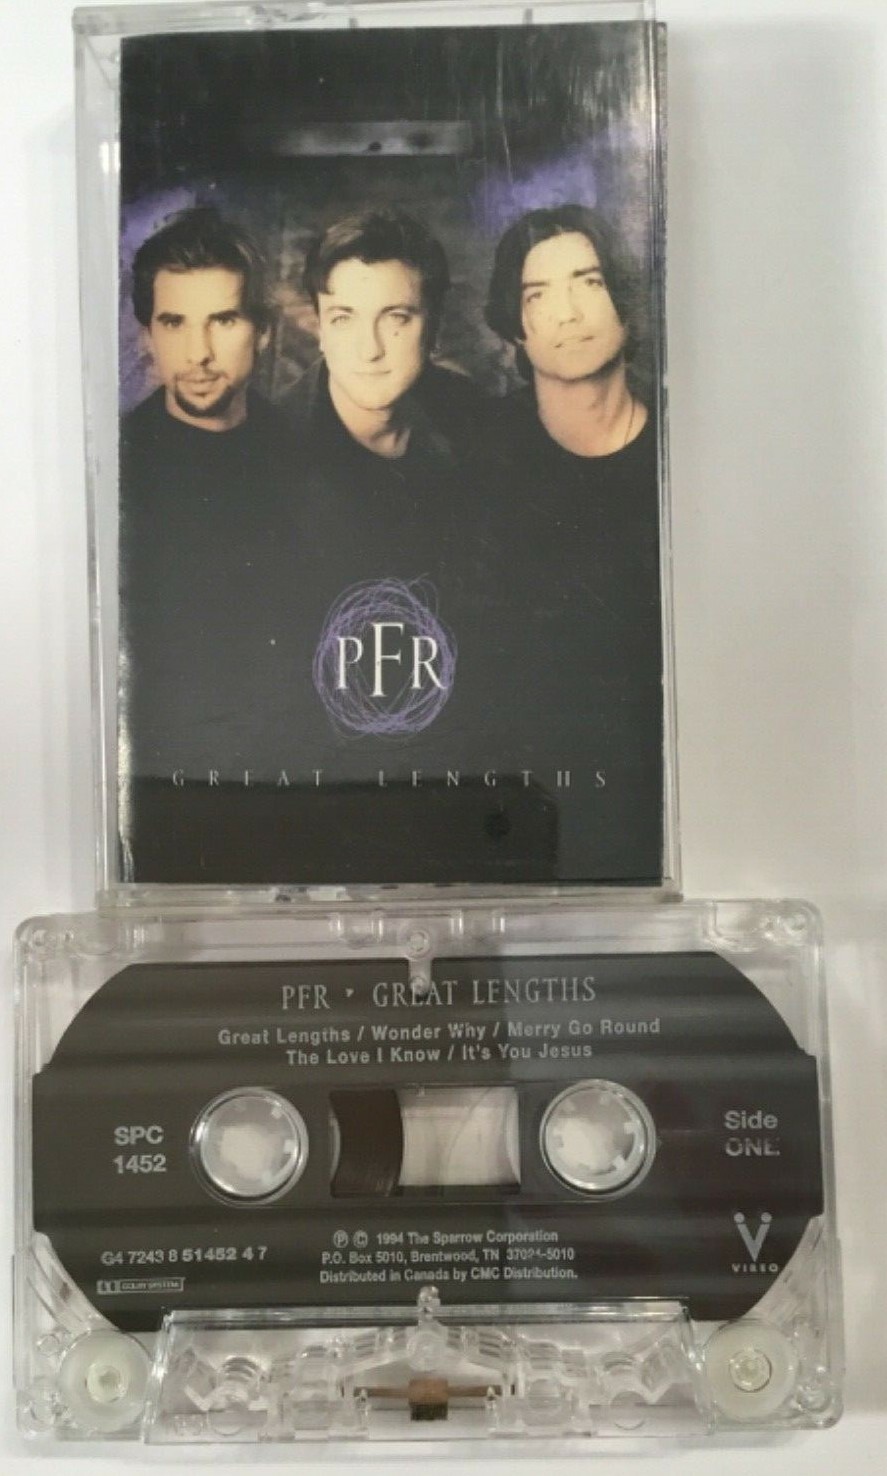 PFR
GREAT LENGTHS
PFR • GREAT LENGTHS
Great Lengths / Wonder Why / Merry Go Round
The Love I Know / It's You Jesus
SPC
1452
Side
ONE
G4 7243 8 51452 4 7
DOLBY SYSTEM
Ⓟ © 1994 The Sparrow Corporation
P.O. Box 5010, Brentwood, TN 37024-5010
Distributed in Canada by CMC Distribution.
VIREO